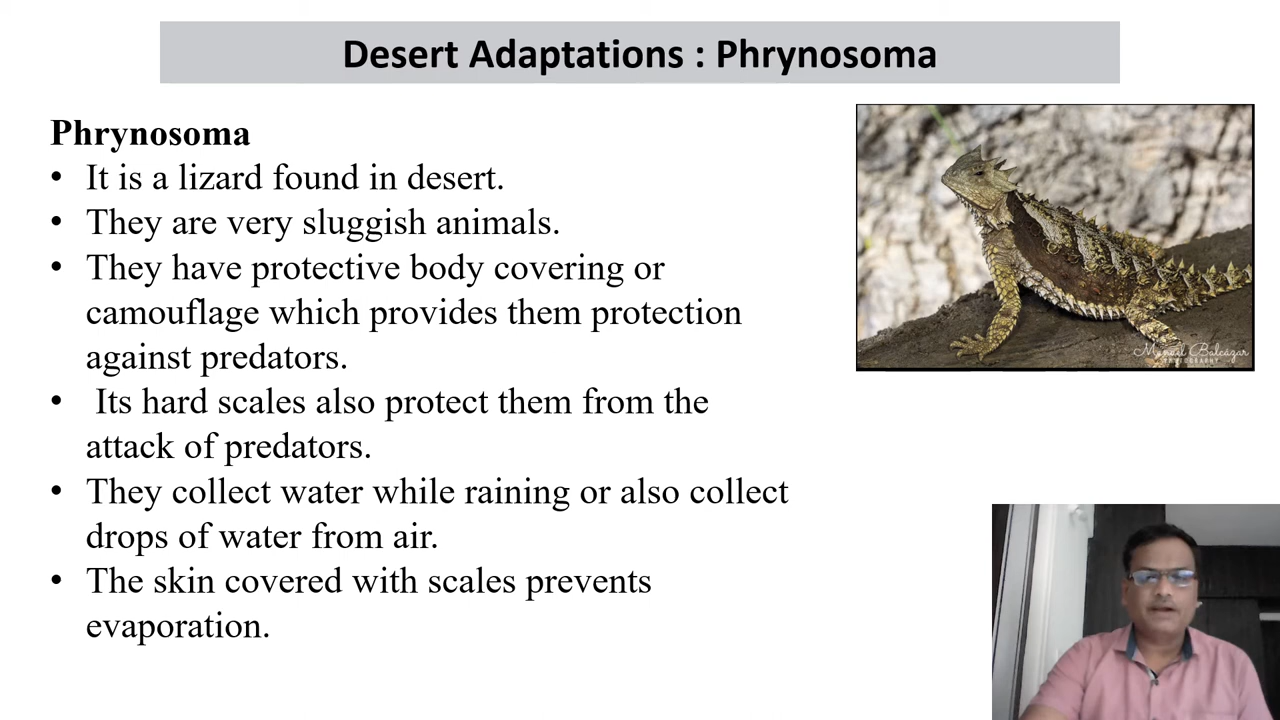 Desert Adaptations : Phrynosoma
Phrynosoma
• It is a lizard found in desert.
• They are very sluggish animals.
• They have protective body covering or
camouflage which provides them protection
against predators.
• Its hard scales also protect them from the
attack of predators.
• They collect water while raining or also collect
drops of water from air.
• The skin covered with scales prevents
evaporation.
Manuel Balcázar
PHOTOGRAPHY